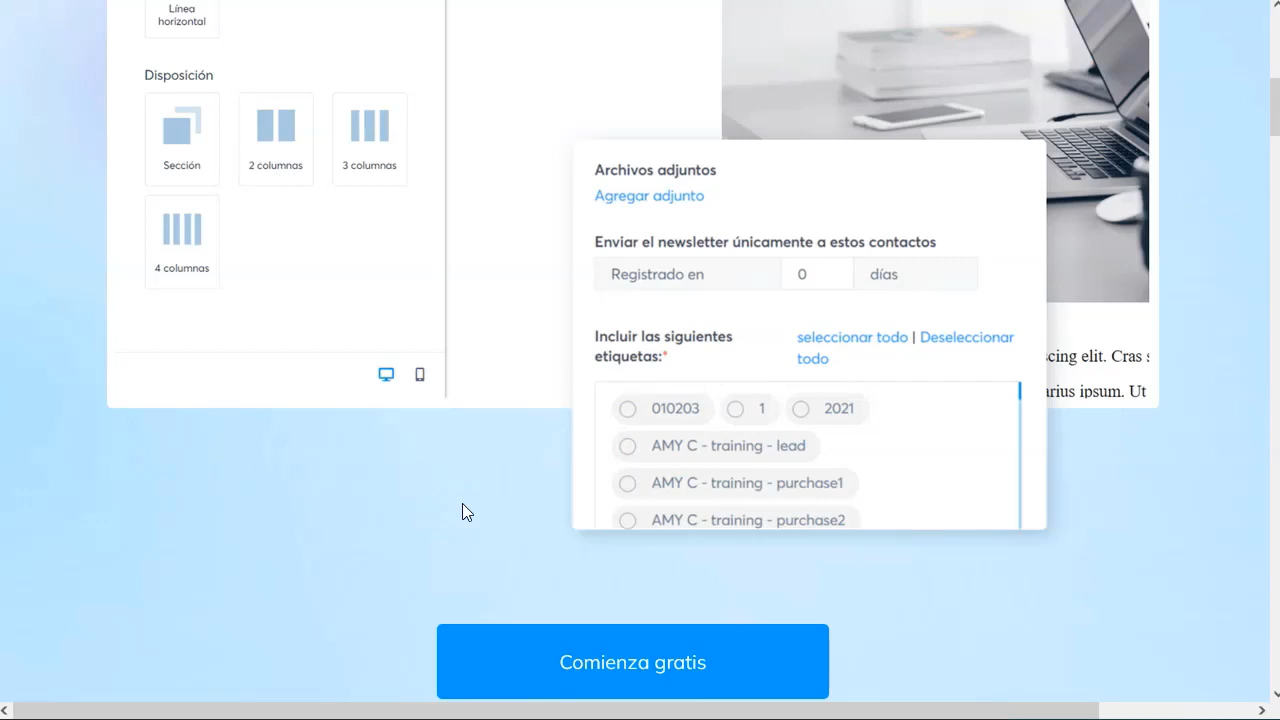 Línea
horizontal
Disposición
Sección
2 columnas
3 columnas
4 columnas
Archivos adjuntos
Agregar adjunto
Enviar el newsletter únicamente a estos contactos
Registrado en 0 días
Incluir las siguientes
etiquetas:*
seleccionar todo | Deseleccionar
todo
010203 1 2021
AMY C - training - lead
AMY C - training - purchase1
AMY C - training - purchase2
scing elit. Cras s
arius ipsum. Ut
Comienza gratis